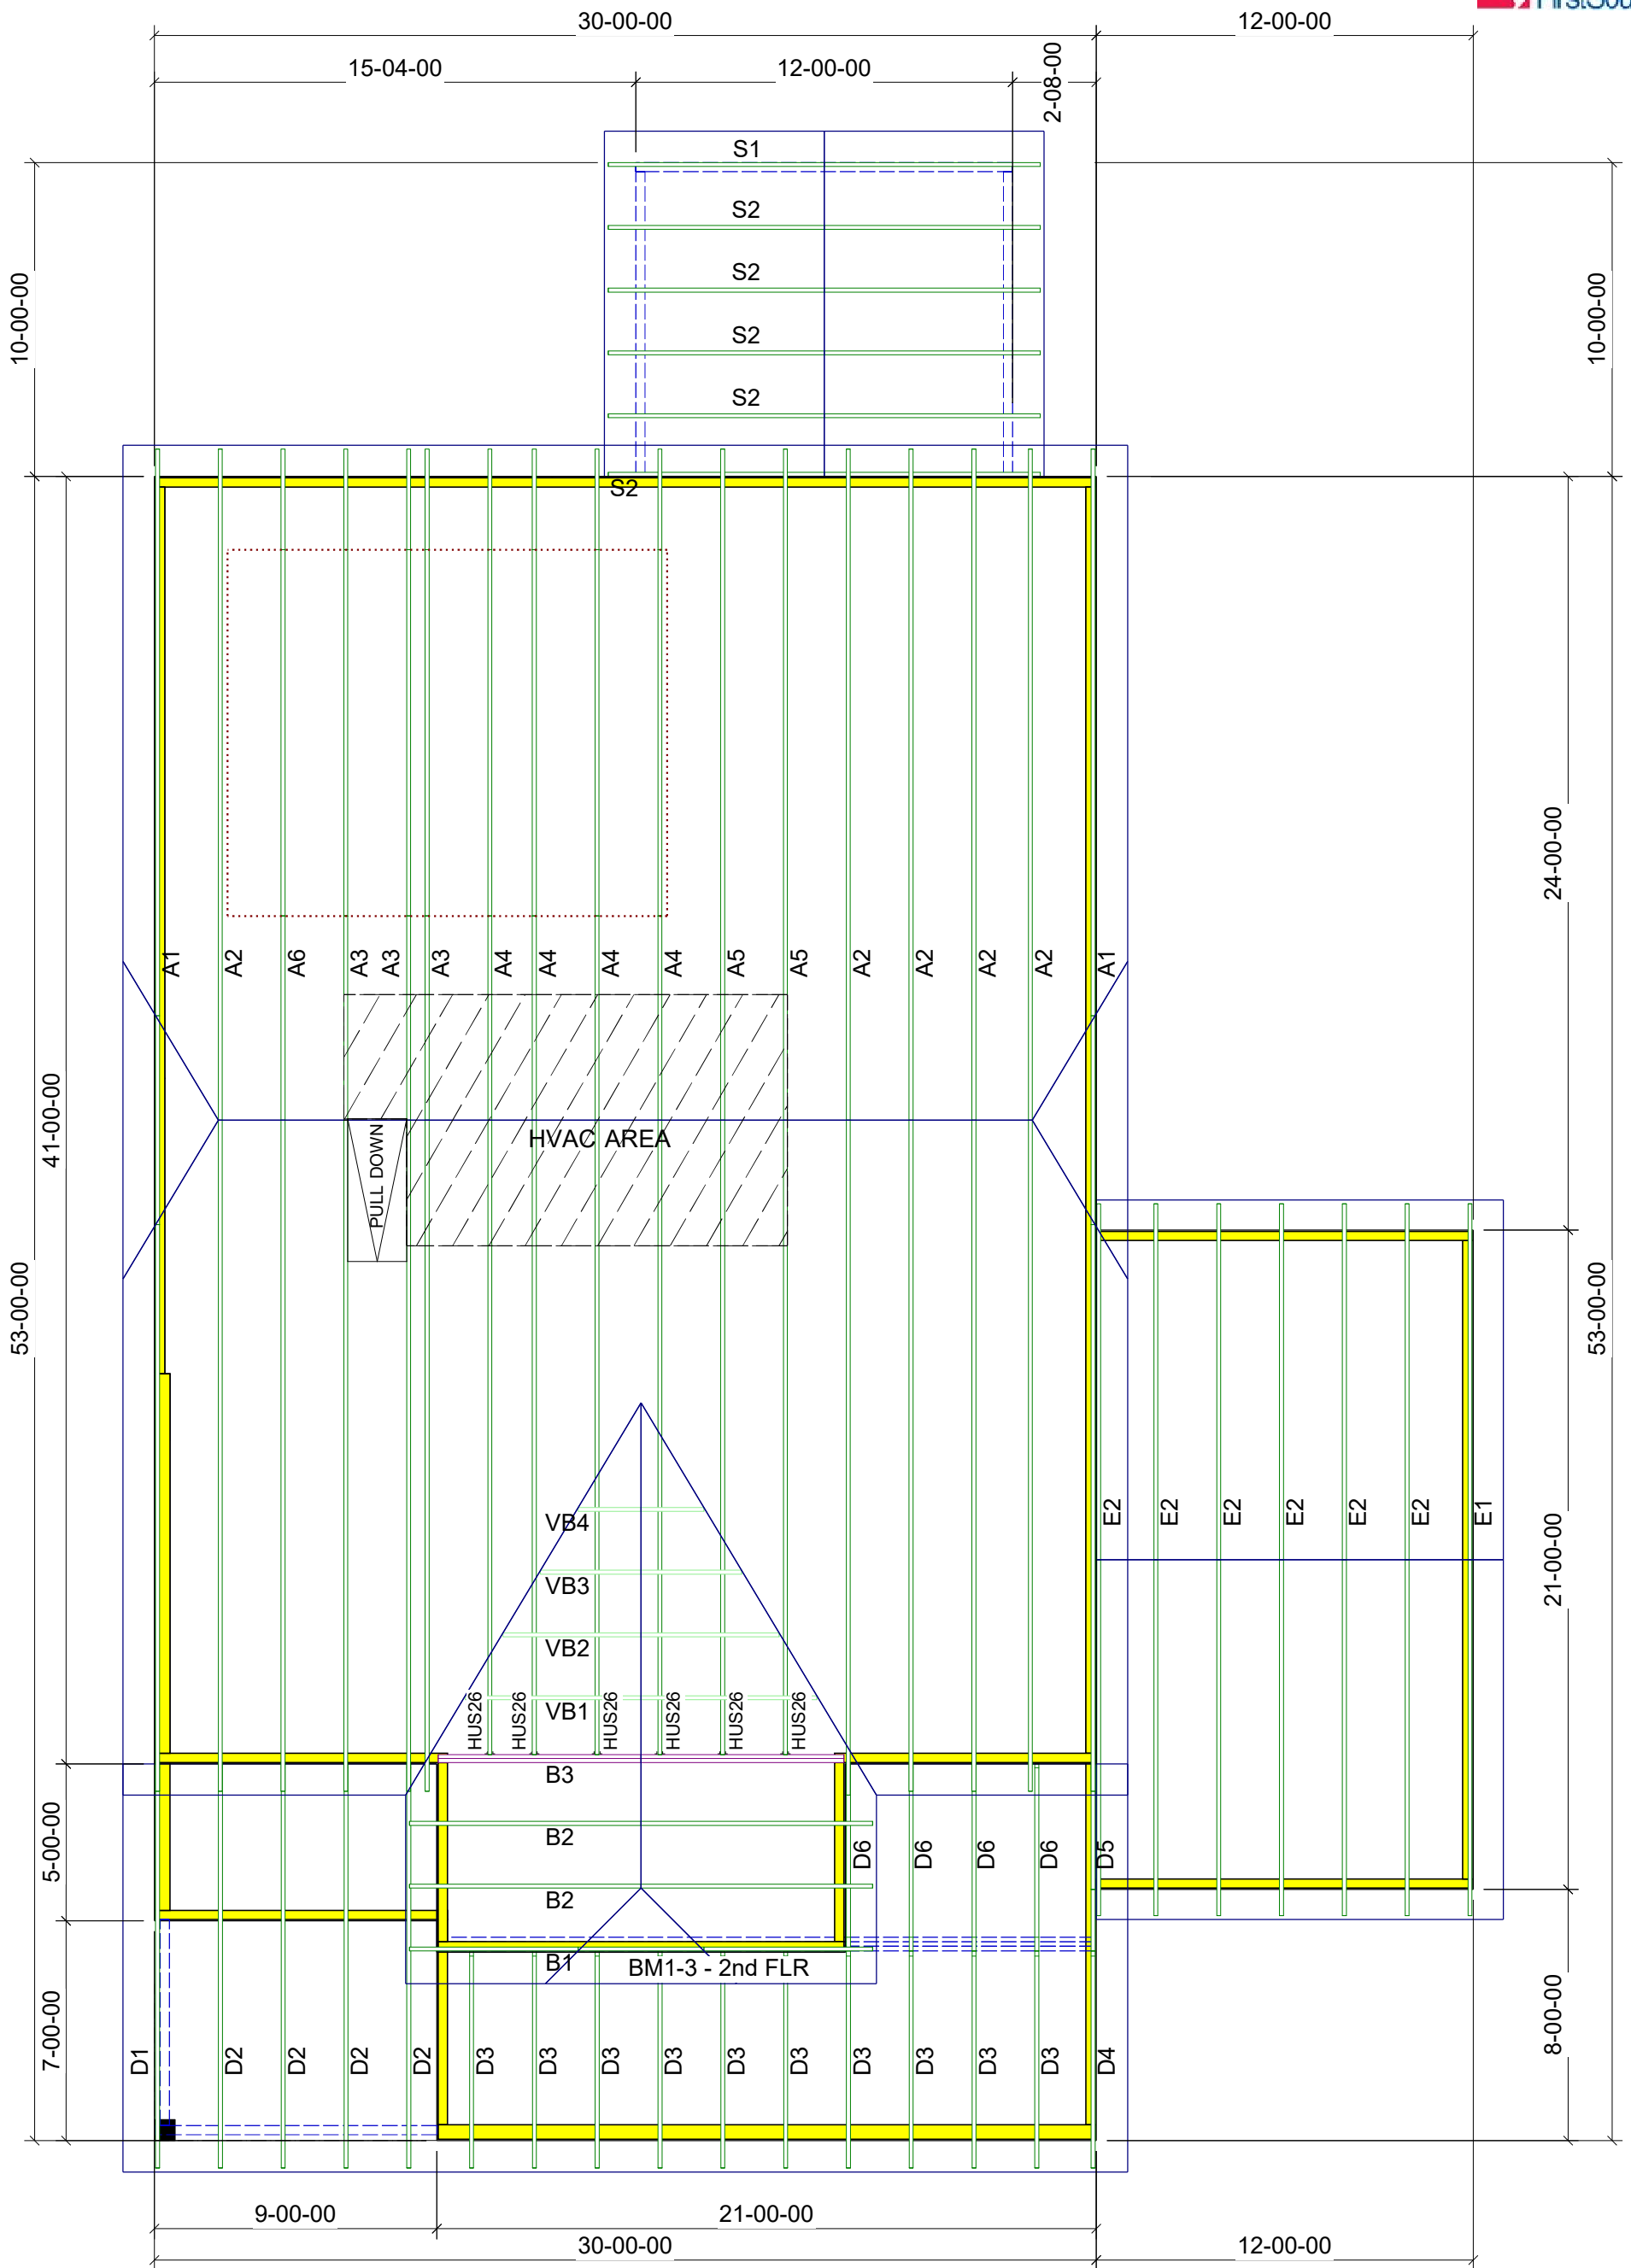 30-00-00
12-00-00
15-04-00
12-00-00
2-08-00
S1
S2
S2
S2
S2
S2
10-00-00
10-00-00
24-00-00
A1
A2
A6
A3
A3
A3
A4
A4
A4
A4
A5
A5
A2
A2
A2
A2
A1
41-00-00
HVAC AREA
PULL DOWN
53-00-00
53-00-00
E2
E2
E2
E2
E2
E2
E1
21-00-00
VB4
VB3
VB2
VB1
HUS26
HUS26
HUS26
HUS26
HUS26
HUS26
B3
B2
B2
B1
BM1-3 - 2nd FLR
D6
D6
D6
D6
D5
5-00-00
7-00-00
8-00-00
D1
D2
D2
D2
D2
D3
D3
D3
D3
D3
D3
D3
D3
D3
D3
D4
9-00-00
21-00-00
30-00-00
12-00-00